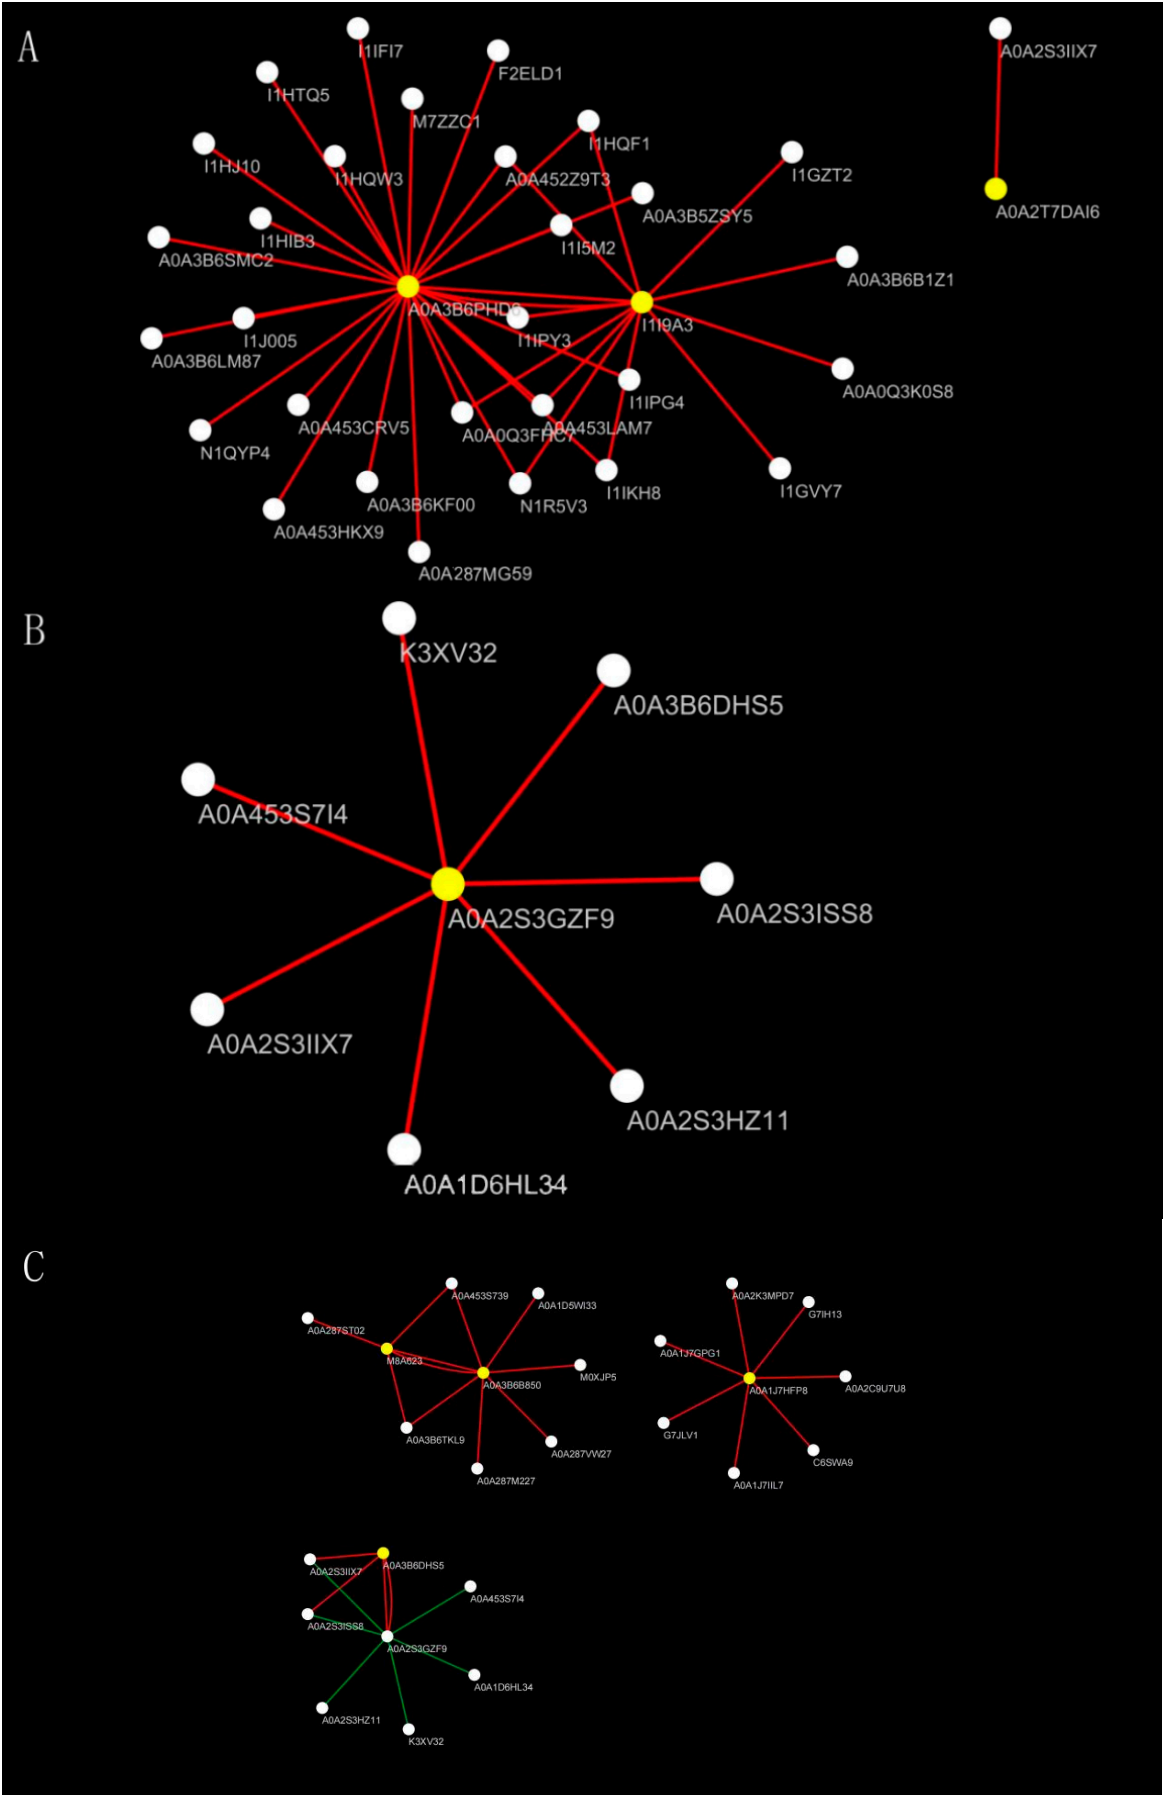 A
I1IFI7
A0A2S3IIX7
F2ELD1
I1HTQ5
M7ZZC1
I1HQF1
I1HJ10
I1HQW3
A0A452Z9T3
I1GZT2
A0A3B5ZSY5
A0A2T7DAI6
I1HIB3
I1I5M2
A0A3B6SMC2
A0A3B6B1Z1
A0A3B6PHD6
I1I9A3
I1J005
I1IPY3
A0A3B6LM87
A0A0Q3K0S8
I1IPG4
A0A453CRV5
A0A0Q3FHC7
A0A453LAM7
N1QYP4
I1IKH8
I1GVY7
A0A3B6KF00
N1R5V3
A0A453HKX9
A0A287MG59
B
K3XV32
A0A3B6DHS5
A0A453S7I4
A0A2S3GZF9
A0A2S3ISS8
A0A2S3IIX7
A0A2S3HZ11
A0A1D6HL34
C
A0A453S739
A0A1D5WI33
A0A2K3MPD7
G7IH13
A0A287ST02
A0A1J7GPG1
M8A623
A0A3B6B850
M0XJP5
A0A1J7HFP8
A0A2C9U7U8
A0A3B6TKL9
A0A287VW27
G7JLV1
C6SWA9
A0A287M227
A0A1J7IIL7
A0A2S3IIX7
A0A3B6DHS5
A0A453S7I4
A0A2S3ISS8
A0A2S3GZF9
A0A1D6HL34
A0A2S3HZ11
K3XV32